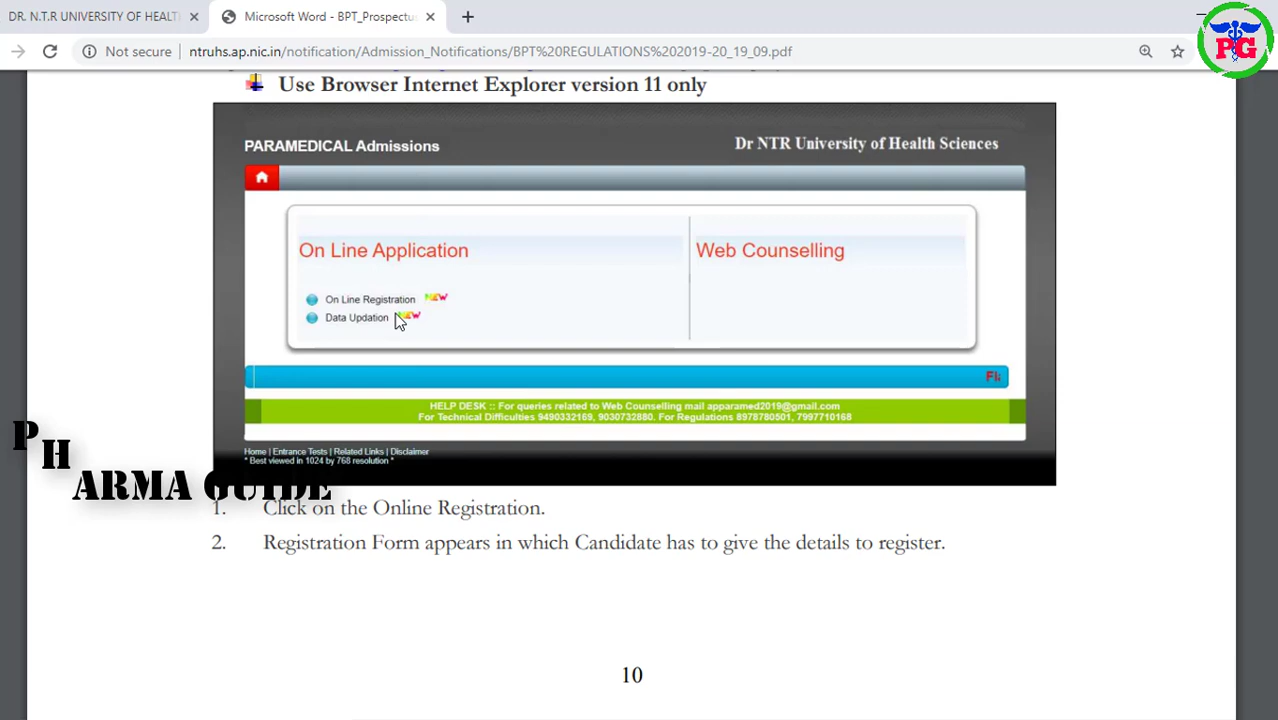 DR. N.T.R UNIVERSITY OF HEALT
Microsoft Word - BPT_Prospectu
PG
Not secure
ntruhs.ap.nic.in/notification/Admission_Notifications/BPT%20REGULATIONS%202019-20_19_09.pdf
Use Browser Internet Explorer version 11 only
PARAMEDICAL Admissions
Dr NTR University of Health Sciences
On Line Application
Web Counselling
On Line Registration NEW
Data Updation NEW
HELP DESK :: For queries related to Web Counselling mail apparamed2019@gmail.com
For Technical Difficulties 9490332169, 9030732880. For Regulations 8978780501, 7997710168
Home | Entrance Tests | Related Links | Disclaimer
* Best viewed in 1024 by 768 resolution *
PHARMA GUIDE
1. Click on the Online Registration.
2. Registration Form appears in which Candidate has to give the details to register.
10